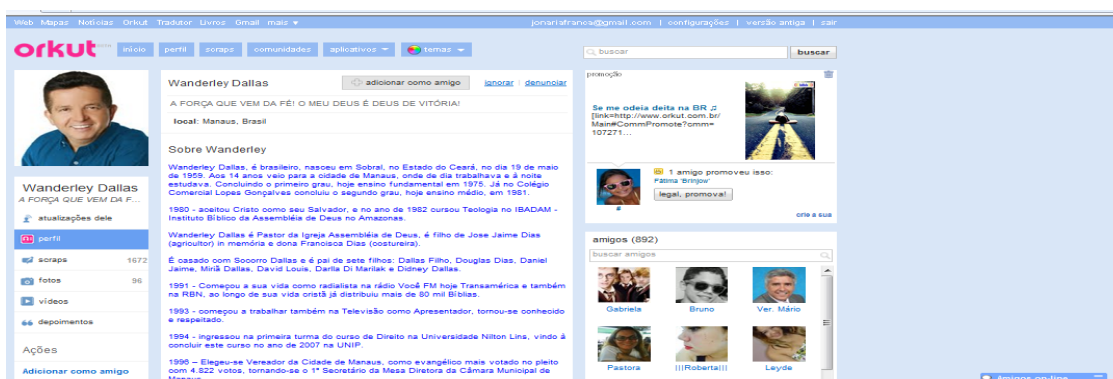 Web Mapas Notícias Orkut Tradutor Livros Gmail mais
jonariafranca@gmail.com | configurações | versão antiga | sair
orkut
início perfil scraps comunidades aplicativos temas
buscar buscar
Wanderley Dallas
A FORÇA QUE VEM DA F...
atualizações dele
perfil
scraps 1672
fotos 96
vídeos
depoimentos
Ações
Adicionar como amigo
Wanderley Dallas adicionar como amigo ignorar | denunciar
A FORÇA QUE VEM DA FÉ! O MEU DEUS É DEUS DE VITÓRIA!
local: Manaus, Brasil
Sobre Wanderley
Wanderley Dallas, é brasileiro, nasceu em Sobral, no Estado do Ceará, no dia 19 de maio
de 1959. Aos 14 anos veio para a cidade de Manaus, onde de dia trabalhava e à noite
estudava. Concluindo o primeiro grau, hoje ensino fundamental em 1975. Já no Colégio
Comercial Lopes Gonçalves concluiu o segundo grau, hoje ensino médio, em 1981.
1980 - aceitou Cristo como seu Salvador, e no ano de 1982 cursou Teologia no IBADAM -
Instituto Bíblico da Assembléia de Deus no Amazonas.
Wanderley Dallas é Pastor da Igreja Assembléia de Deus, é filho de Jose Jaime Dias
(agricultor) in memória e dona Francisca Dias (costureira).
É casado com Socorro Dallas e é pai de sete filhos: Dallas Filho, Douglas Dias, Daniel
Jaime, Miriã Dallas, David Louis, Darlla Di Marilak e Didney Dallas.
1991 - Começou a sua vida como radialista na rádio Você FM hoje Transamérica e também
na RBN, ao longo de sua vida cristã já distribuiu mais de 80 mil Bíblias.
1993 - começou a trabalhar também na Televisão como Apresentador, tornou-se conhecido
e respeitado.
1994 - ingressou na primeira turma do curso de Direito na Universidade Nilton Lins, vindo à
concluir este curso no ano de 2007 na UNIP.
1996 – Elegeu-se Vereador da Cidade de Manaus, como evangélico mais votado no pleito
com 4.822 votos, tornando-se o 1º Secretário da Mesa Diretora da Câmara Municipal de
Manaus
promoção
Se me odeia deita na BR ♫
[link=http://www.orkut.com.br/
Main#CommPromote?cmm=
107271...
1 amigo promoveu isso:
Fátima 'Brinjow'
legal, promova!
#
crie a sua
amigos (892)
buscar amigos
Gabriela Bruno Ver. Mário
Pastora |||Roberta||| Leyde
Amigos on-line